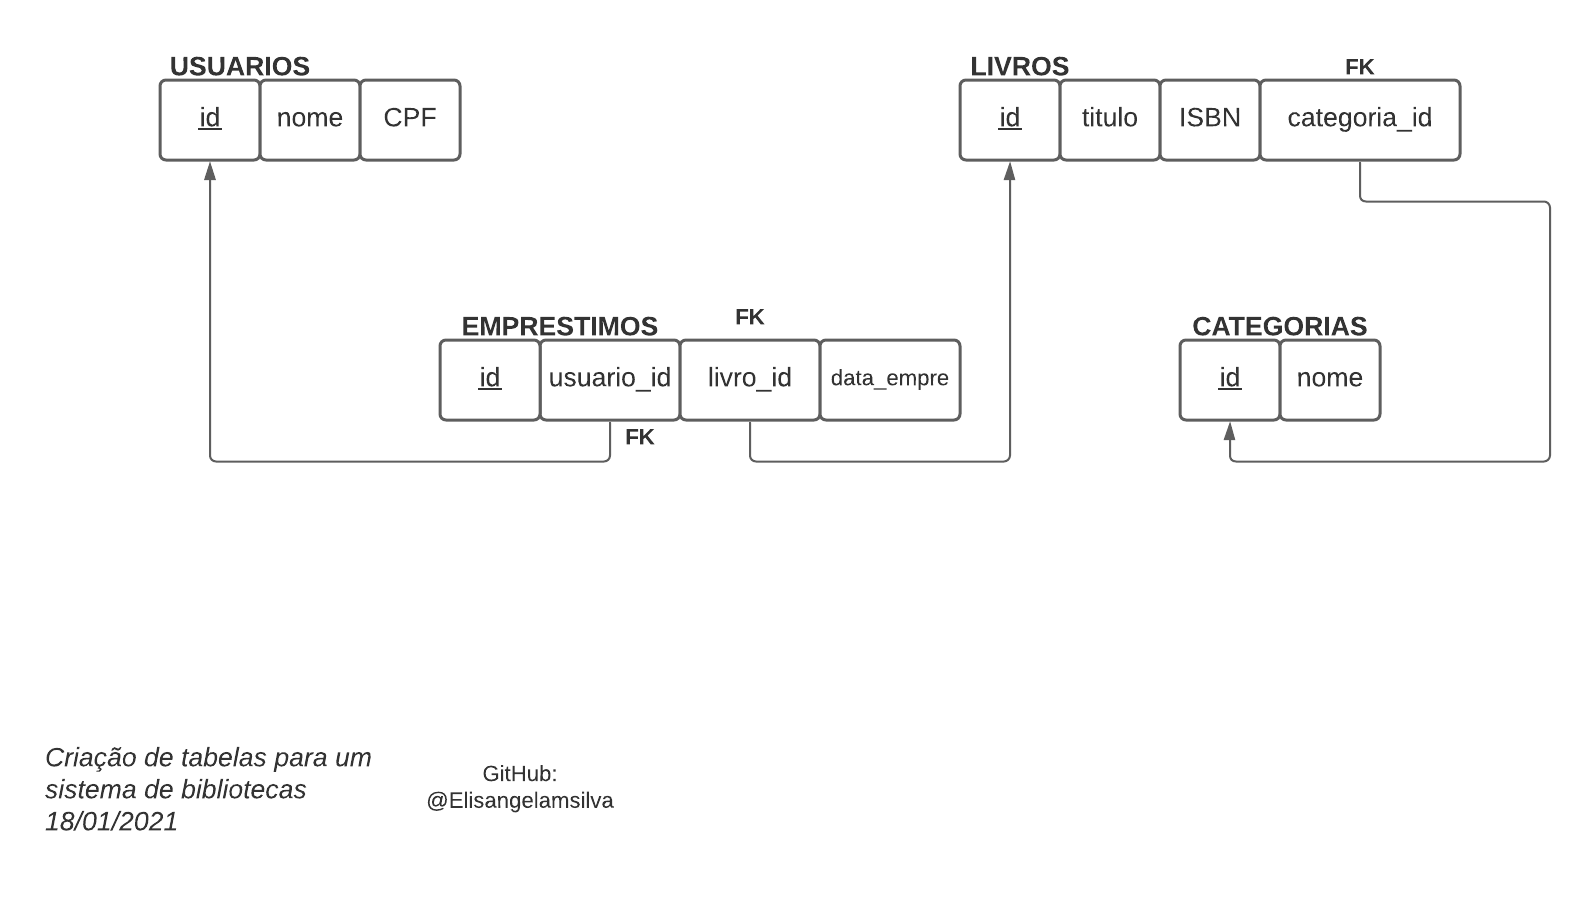 USUARIOS
id
nome
CPF
LIVROS
FK
id
titulo
ISBN
categoria_id
EMPRESTIMOS
FK
id
usuario_id
livro_id
data_empre
FK
CATEGORIAS
id
nome
Criação de tabelas para um
sistema de bibliotecas
18/01/2021
GitHub:
@Elisangelamsilva